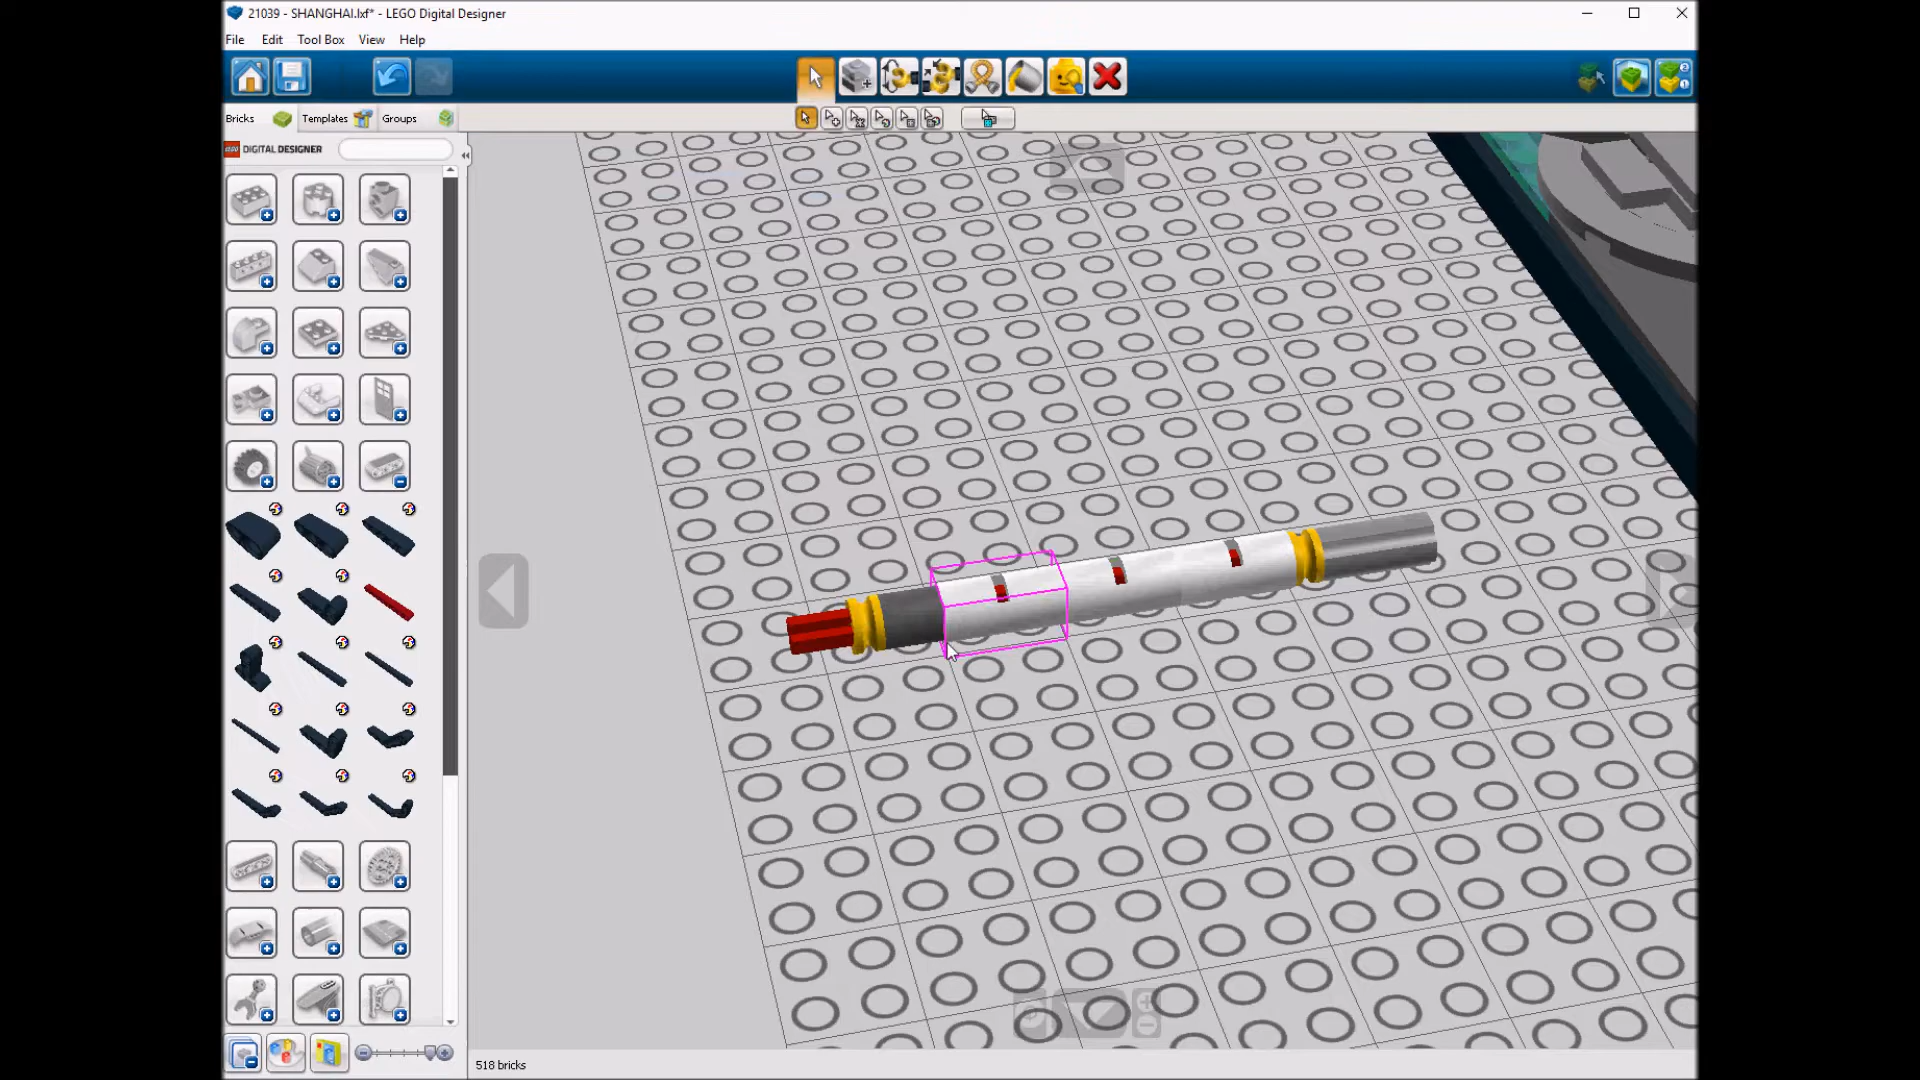 21039 - SHANGHAI.lxf* - LEGO Digital Designer
File Edit Tool Box View Help
Bricks Templates Groups
LEGO DIGITAL DESIGNER
518 bricks